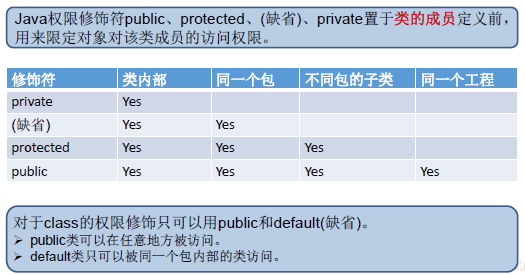 Java权限修饰符public、protected、(缺省)、private置于类的成员定义前,
用来限定对象对该类成员的访问权限。
修饰符 类内部 同一个包 不同包的子类 同一个工程
private Yes
(缺省) Yes Yes
protected Yes Yes Yes
public Yes Yes Yes Yes
对于class的权限修饰只可以用public和default(缺省)。
➢ public类可以在任意地方被访问。
➢ default类只可以被同一个包内部的类访问。